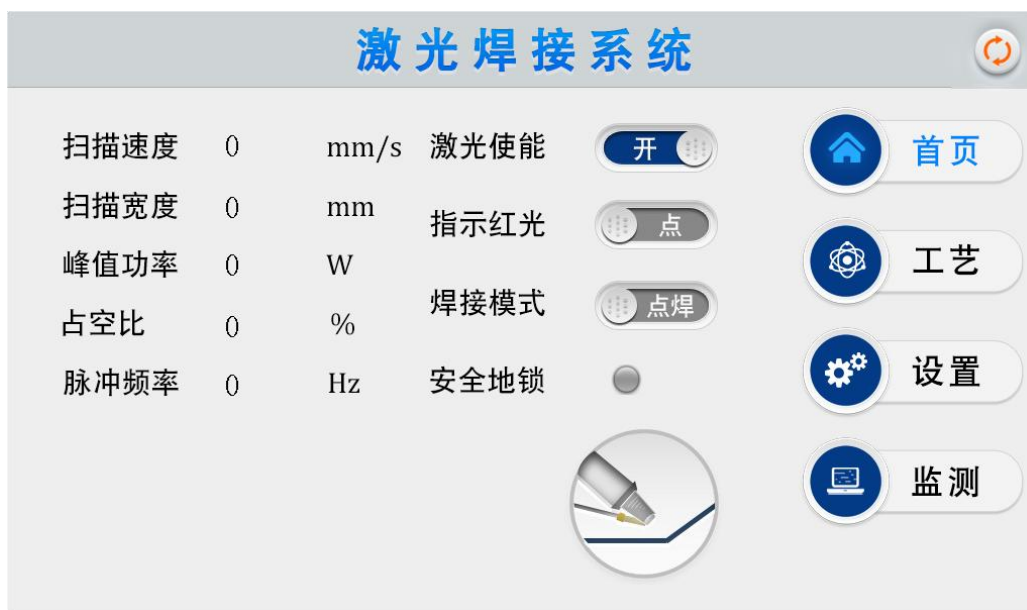 激光焊接系统
扫描速度 0 mm/s 激光使能 开 首页
扫描宽度 0 mm 指示红光 点
峰值功率 0 W 工艺
占空比 0 % 焊接模式 点焊
脉冲频率 0 Hz 安全地锁 设置
监测